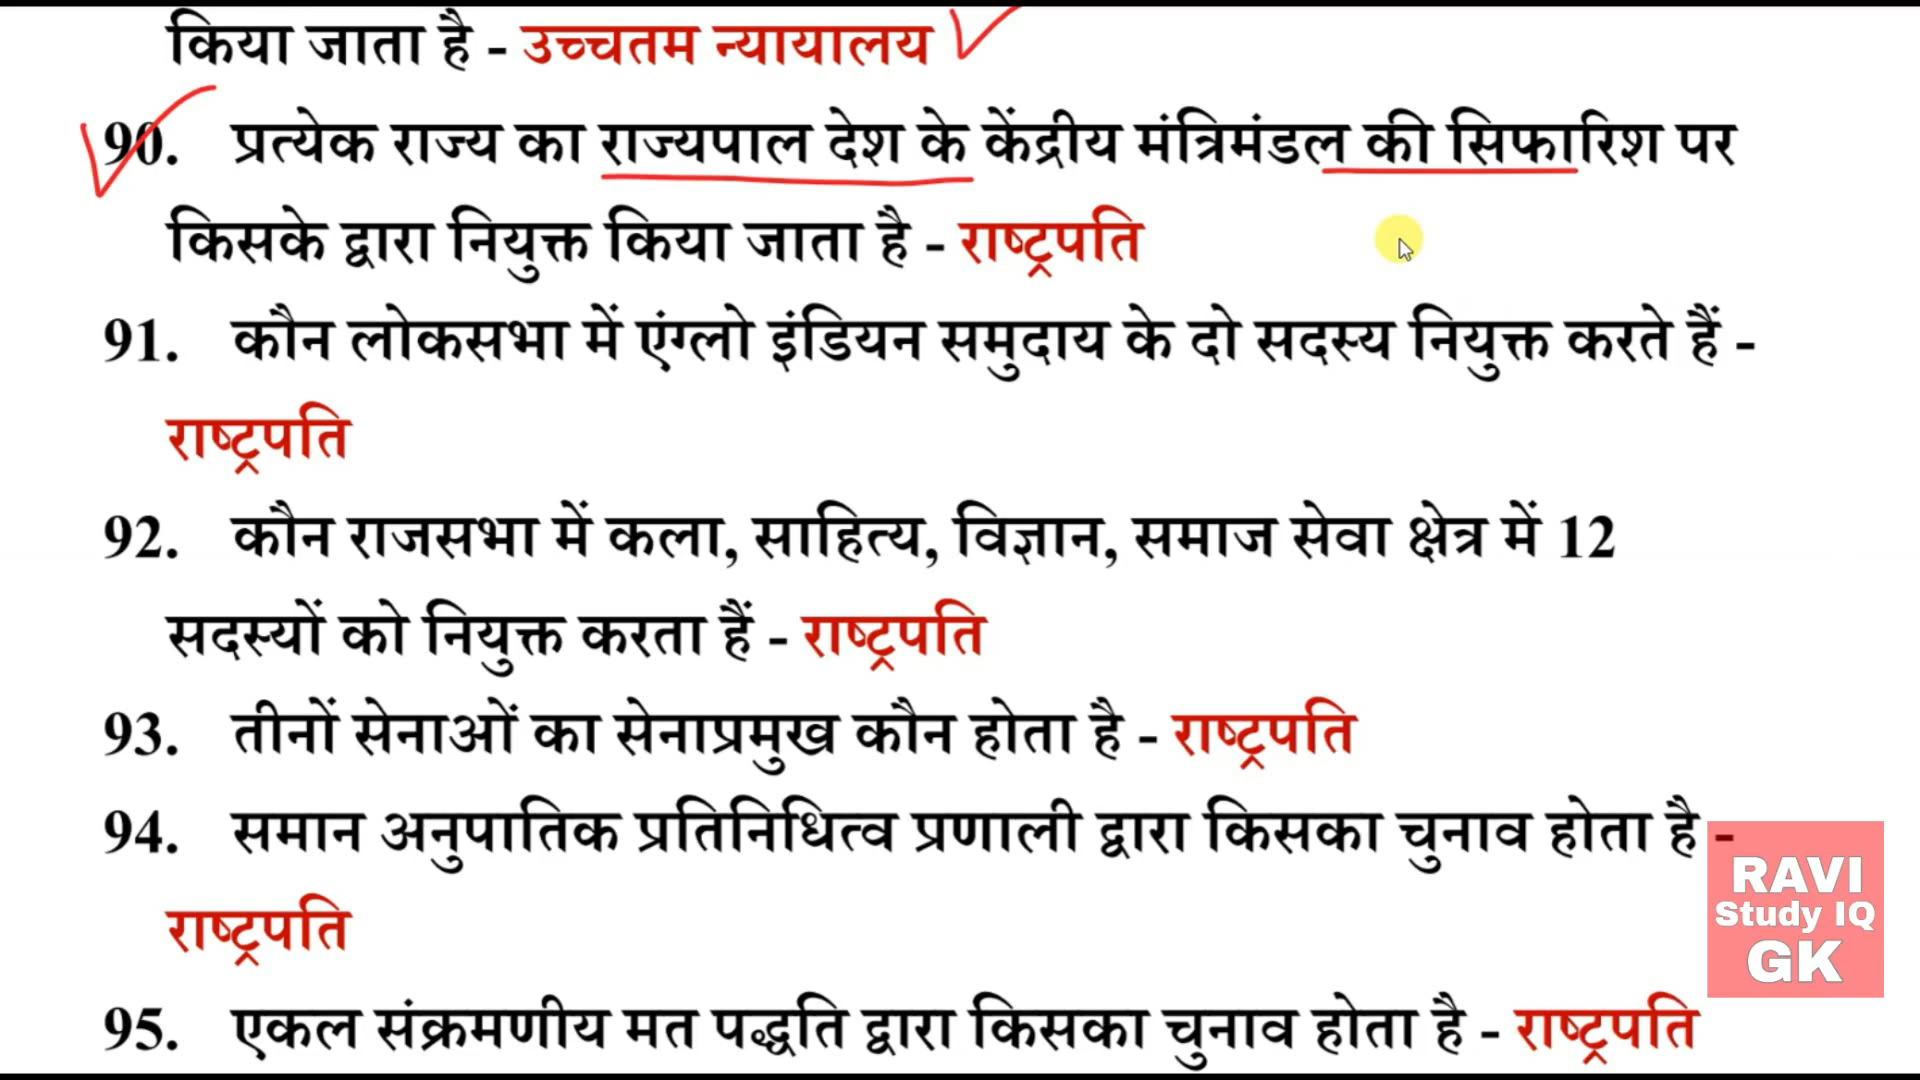 किया जाता है - उच्चतम न्यायालय
90. प्रत्येक राज्य का राज्यपाल देश के केंद्रीय मंत्रिमंडल की सिफारिश पर
किसके द्वारा नियुक्त किया जाता है - राष्ट्रपति
91. कौन लोकसभा में एंग्लो इंडियन समुदाय के दो सदस्य नियुक्त करते हैं -
राष्ट्रपति
92. कौन राजसभा में कला, साहित्य, विज्ञान, समाज सेवा क्षेत्र में 12
सदस्यों को नियुक्त करता हैं - राष्ट्रपति
93. तीनों सेनाओं का सेनाप्रमुख कौन होता है - राष्ट्रपति
94. समान अनुपातिक प्रतिनिधित्व प्रणाली द्वारा किसका चुनाव होता है -
राष्ट्रपति
95. एकल संक्रमणीय मत पद्धति द्वारा किसका चुनाव होता है - राष्ट्रपति
RAVI
Study IQ
GK